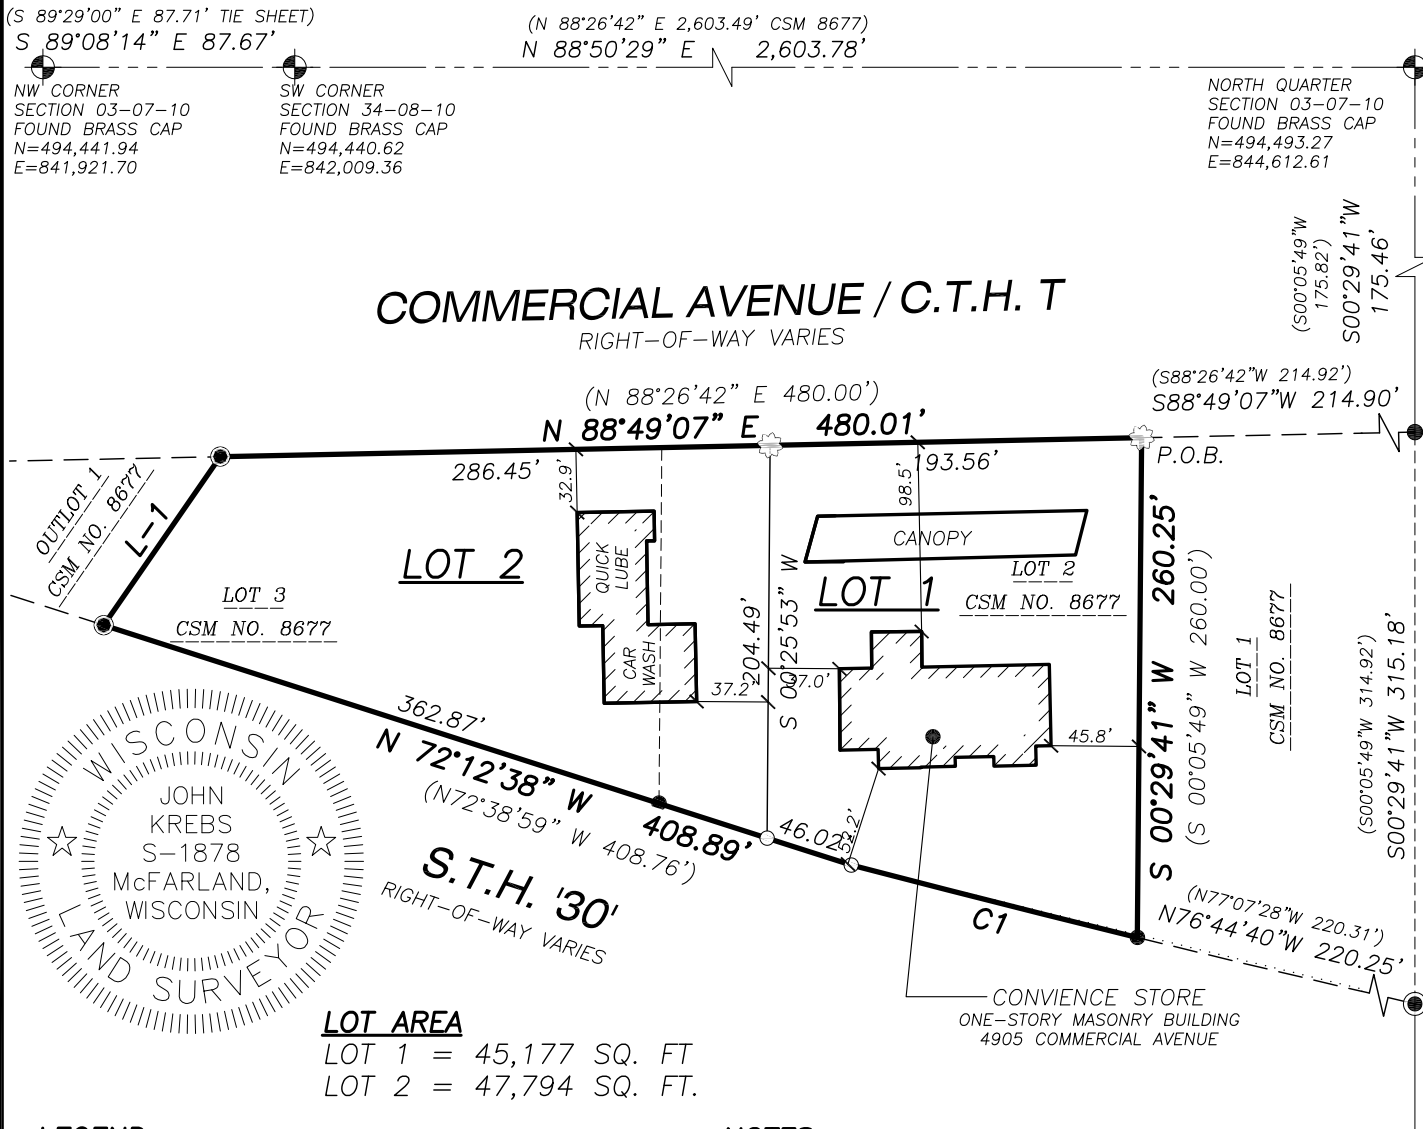 (S 89°29'00" E 87.71' TIE SHEET)
S 89°08'14" E 87.67'
(N 88°26'42" E 2,603.49' CSM 8677)
N 88°50'29" E 2,603.78'
NW CORNER
SECTION 03-07-10
FOUND BRASS CAP
N=494,441.94
E=841,921.70
SW CORNER
SECTION 34-08-10
FOUND BRASS CAP
N=494,440.62
E=842,009.36
NORTH QUARTER
SECTION 03-07-10
FOUND BRASS CAP
N=494,493.27
E=844,612.61
(S00°05'49"W
175.82')
S00°29'41"W
175.46'
COMMERCIAL AVENUE / C.T.H. T
RIGHT-OF-WAY VARIES
(N 88°26'42" E 480.00')
N 88°49'07" E 480.01'
(S88°26'42"W 214.92')
S88°49'07"W 214.90'
P.O.B.
286.45'
193.56'
32.9'
98.5'
OUTLOT 1
CSM NO. 8677
L-1
LOT 2
QUICK
LUBE
CAR
WASH
CANOPY
LOT 1
LOT 2
CSM NO. 8677
LOT 3
CSM NO. 8677
204.49'
S 00°25'53" W
37.2'
37.0'
45.8'
S 00°29'41" W 260.25'
(S 00°05'49" W 260.00')
LOT 1
CSM NO. 8677
(S00°05'49"W 314.92')
S00°29'41"W 315.18'
362.87'
N 72°12'38" W 408.89'
(N72°38'59" W 408.76')
46.02'
52.2'
C1
S.T.H. '30'
RIGHT-OF-WAY VARIES
(N77°07'28"W 220.31')
N76°44'40"W 220.25'
WISCONSIN
JOHN
KREBS
S-1878
McFARLAND,
WISCONSIN
LAND SURVEYOR
CONVIENCE STORE
ONE-STORY MASONRY BUILDING
4905 COMMERCIAL AVENUE
LOT AREA
LOT 1 = 45,177 SQ. FT
LOT 2 = 47,794 SQ. FT.